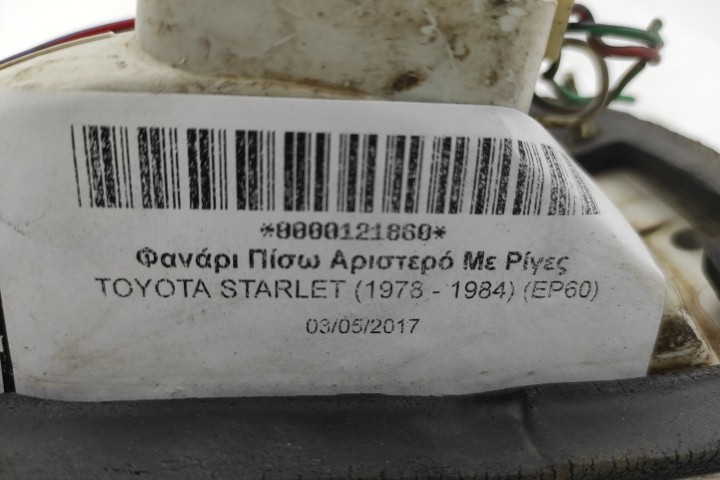 *0000121860*
Φανάρι Πίσω Αριστερό Με Ρίγες
TOYOTA STARLET (1978 - 1984) (EP60)
03/05/2017